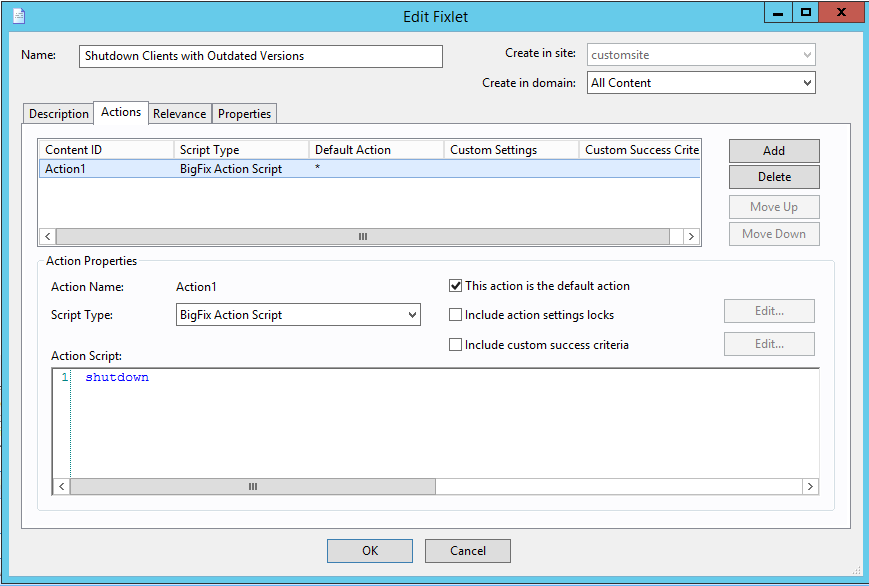 Edit Fixlet
Name: Shutdown Clients with Outdated Versions Create in site: customsite
Create in domain: All Content
Description Actions Relevance Properties
Content ID Script Type Default Action Custom Settings Custom Success Crite
Action1 BigFix Action Script *
Add
Delete
Move Up
Move Down
Action Properties
Action Name: Action1 This action is the default action
Script Type: BigFix Action Script Include action settings locks Edit...
Include custom success criteria Edit...
Action Script:
1 shutdown
OK Cancel